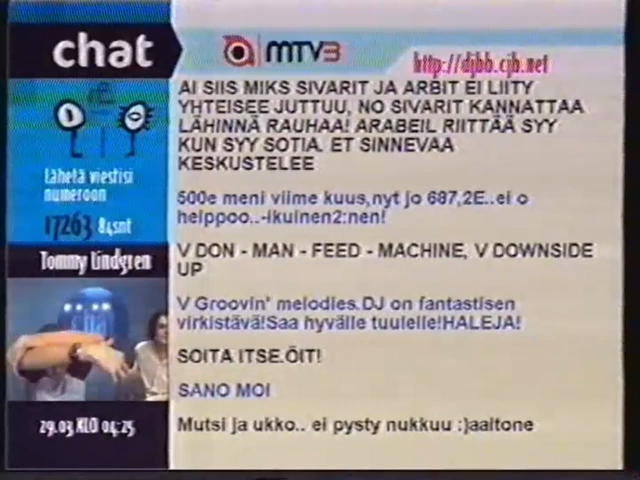 chat
MTV3
http://djbb.cjb.net
AI SIIS MIKS SIVARIT JA ARBIT EI LIITY
YHTEISEE JUTTUU, NO SIVARIT KANNATTAA
LÄHINNÄ RAUHAA! ARABEIL RIITTÄÄ SYY
KUN SYY SOTIA. ET SINNEVAA
KESKUSTELEE
500e meni viime kuus,nyt jo 687,2E..ei o
helppoo..-ikuinen2:nen!
V DON - MAN - FEED - MACHINE, V DOWNSIDE
UP
V Groovin' melodies.DJ on fantastisen
virkistävä!Saa hyvälle tuulelle!HALEJA!
SOITA ITSE.ÖIT!
SANO MOI
Mutsi ja ukko.. ei pysty nukkuu :)aaltone
Lähetä viestisi
numeroon
17263 84snt
Tommy Lindgren
29.03 KLO 04:25